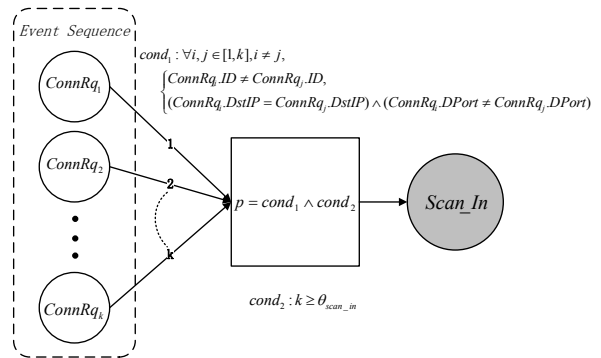 Event Sequence
cond₁ : ∀i, j ∈ [1,k], i ≠ j,
ConnRqᵢ.ID ≠ ConnRqⱼ.ID,
(ConnRqᵢ.DstIP = ConnRqⱼ.DstIP) ∧ (ConnRqᵢ.DPort ≠ ConnRqⱼ.DPort)
ConnRq₁
1
ConnRq₂
2
p = cond₁ ∧ cond₂
Scan_In
k
ConnRqₖ
cond₂ : k ≥ θscan_in